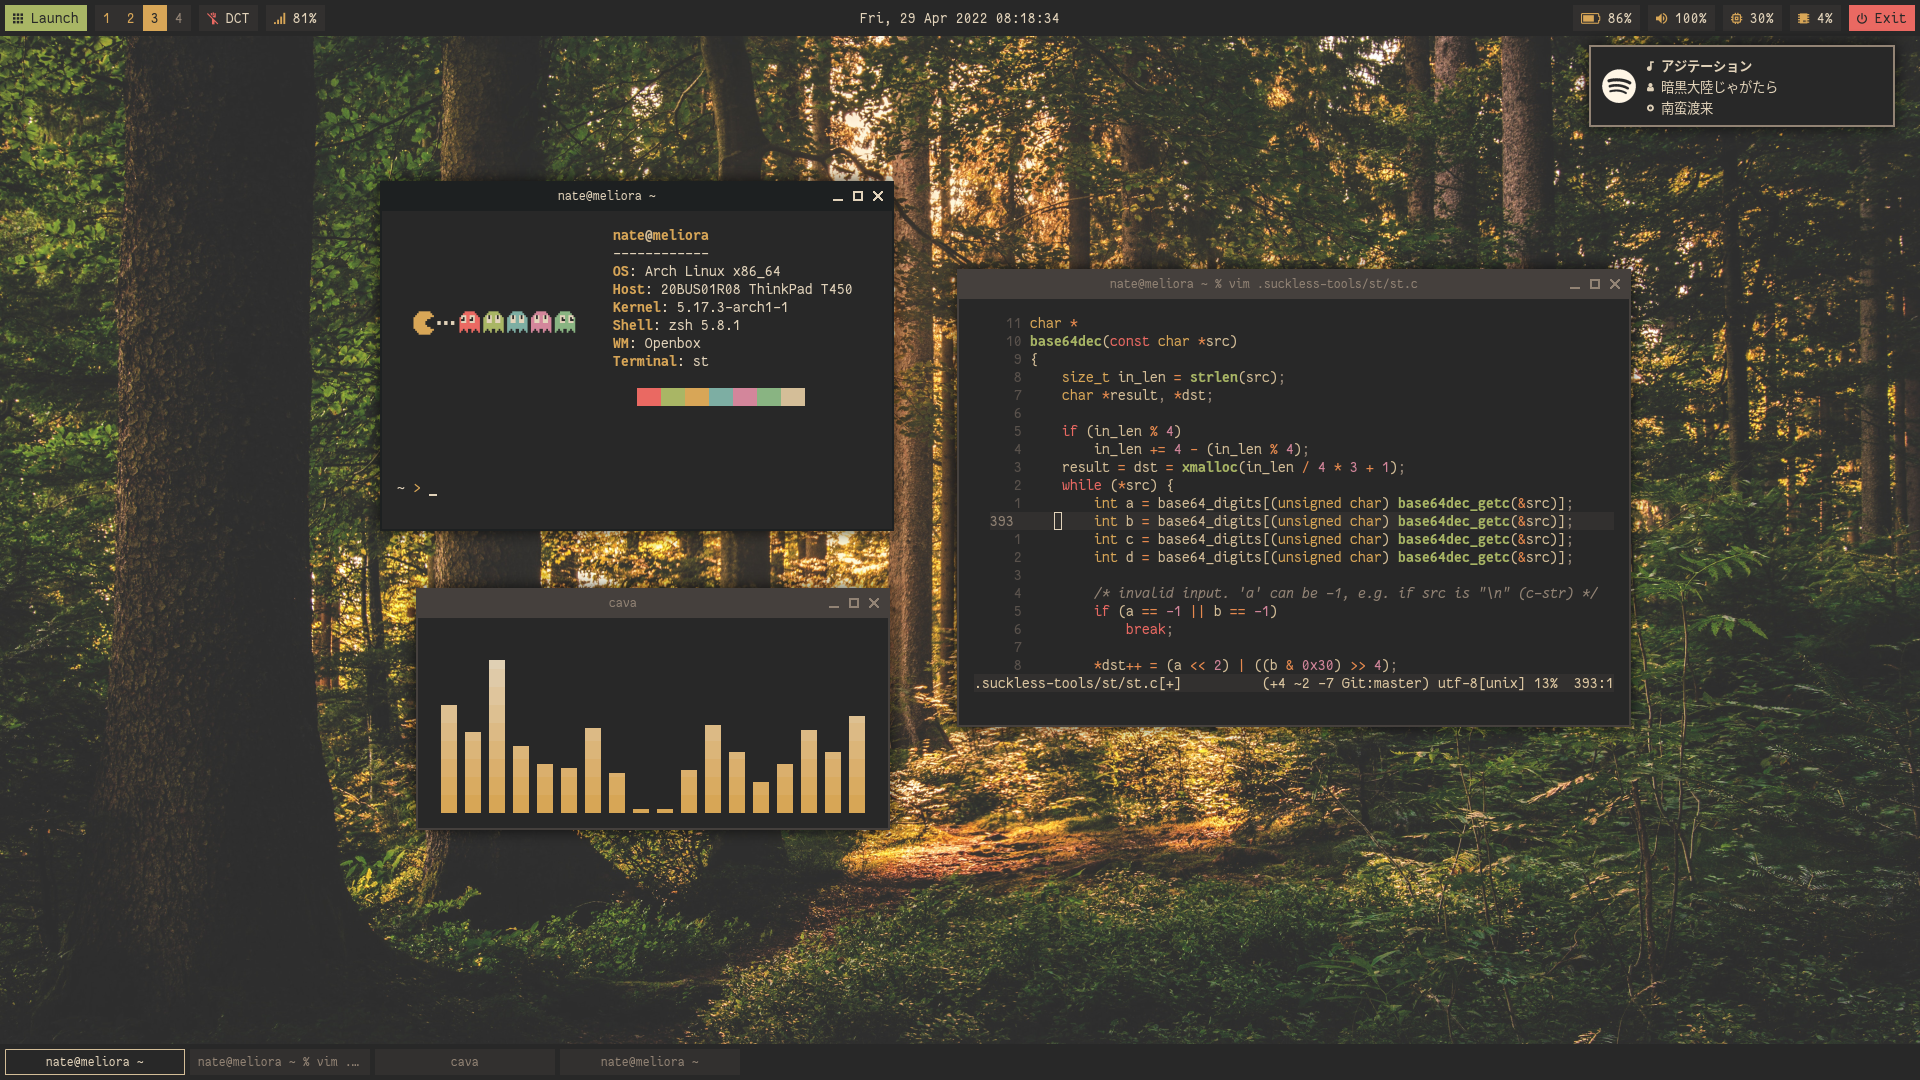 Launch 1 2 3 4 DCT 81% Fri, 29 Apr 2022 08:18:34 86% 100% 30% 4% Exit
アジテーション
暗黒大陸じゃがたら
南蛮渡来
nate@meliora ~
nate@meliora
------------
OS: Arch Linux x86_64
Host: 20BUS01R08 ThinkPad T450
Kernel: 5.17.3-arch1-1
Shell: zsh 5.8.1
WM: Openbox
Terminal: st
~ > _
nate@meliora ~ % vim .suckless-tools/st/st.c
11 char *
10 base64dec(const char *src)
9 {
8     size_t in_len = strlen(src);
7     char *result, *dst;
6
5     if (in_len % 4)
4         in_len += 4 - (in_len % 4);
3     result = dst = xmalloc(in_len / 4 * 3 + 1);
2     while (*src) {
1         int a = base64_digits[(unsigned char) base64dec_getc(&src)];
393         int b = base64_digits[(unsigned char) base64dec_getc(&src)];
1         int c = base64_digits[(unsigned char) base64dec_getc(&src)];
2         int d = base64_digits[(unsigned char) base64dec_getc(&src)];
3
4         /* invalid input. 'a' can be -1, e.g. if src is "\n" (c-str) */
5         if (a == -1 || b == -1)
6             break;
7
8         *dst++ = (a << 2) | ((b & 0x30) >> 4);
.suckless-tools/st/st.c[+] (+4 ~2 -7 Git:master) utf-8[unix] 13% 393:1
cava
nate@meliora ~ nate@meliora ~ % vim .… cava nate@meliora ~